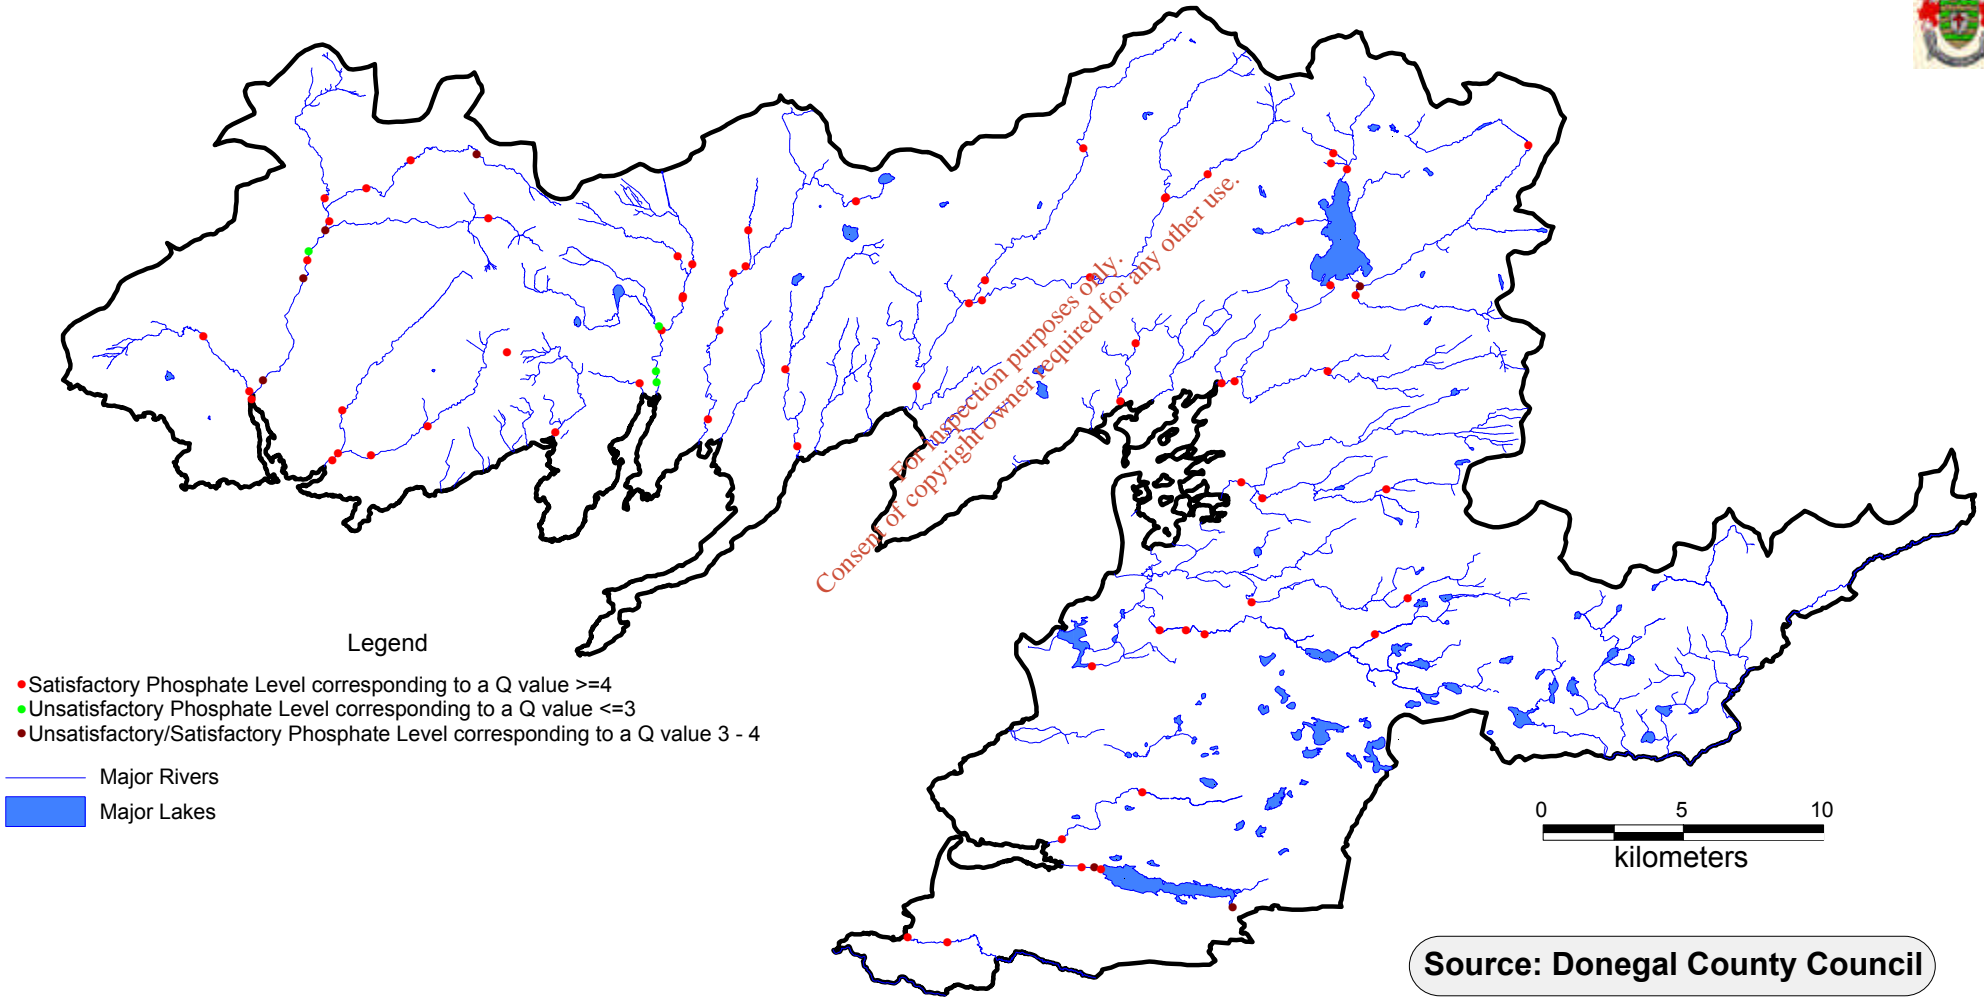 For inspection purposes only.
Consent of copyright owner required for any other use.
Legend
Satisfactory Phosphate Level corresponding to a Q value >=4
Unsatisfactory Phosphate Level corresponding to a Q value <=3
Unsatisfactory/Satisfactory Phosphate Level corresponding to a Q value 3 - 4
Major Rivers
Major Lakes
0 5 10
kilometers
Source: Donegal County Council